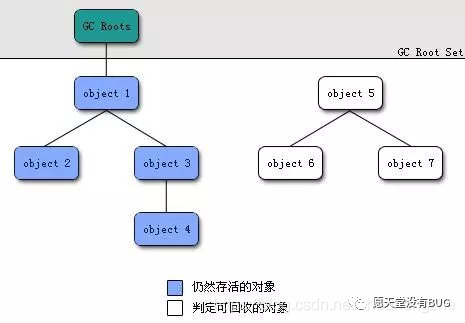 GC Roots
GC Root Set
object 1
object 5
object 2
object 3
object 6
object 7
object 4
仍然存活的对象
判定可回收的对象
愿天堂没有BUG